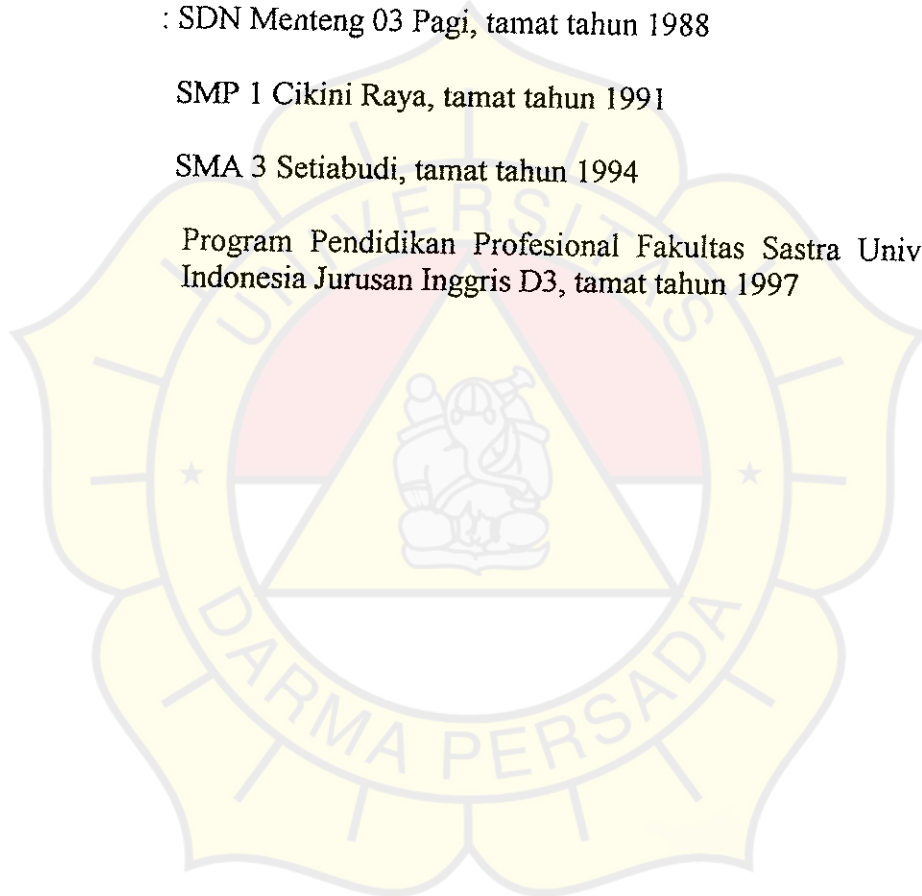 : SDN Menteng 03 Pagi, tamat tahun 1988
SMP 1 Cikini Raya, tamat tahun 1991
SMA 3 Setiabudi, tamat tahun 1994
Program Pendidikan Profesional Fakultas Sastra Univ
Indonesia Jurusan Inggris D3, tamat tahun 1997
UNIVERSITAS
DARMA PERSADA